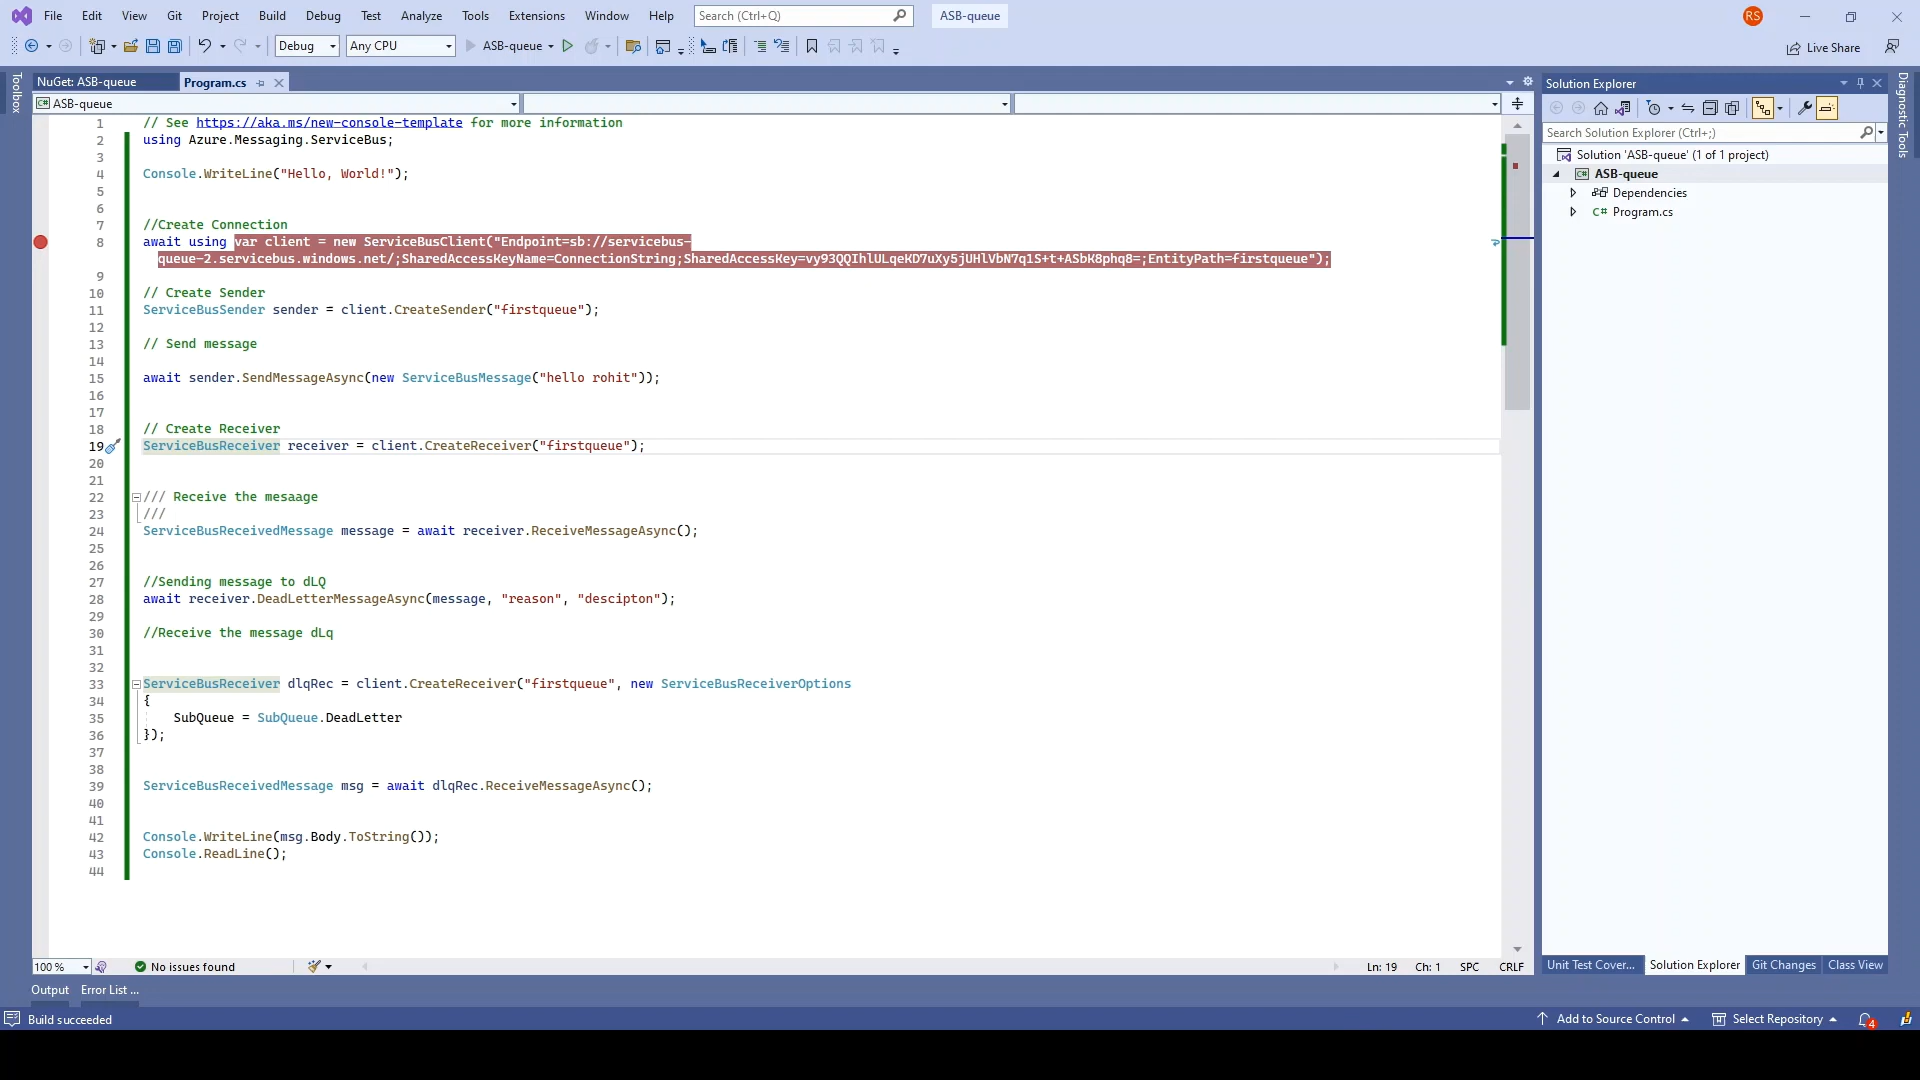 File Edit View Git Project Build Debug Test Analyze Tools Extensions Window Help Search (Ctrl+Q) ASB-queue RS
Debug Any CPU ASB-queue Live Share
Toolbox
NuGet: ASB-queue Program.cs
ASB-queue
1 // See https://aka.ms/new-console-template for more information
2 using Azure.Messaging.ServiceBus;
3
4 Console.WriteLine("Hello, World!");
5
6
7 //Create Connection
8 await using var client = new ServiceBusClient("Endpoint=sb://servicebus-
queue-2.servicebus.windows.net/;SharedAccessKeyName=ConnectionString;SharedAccessKey=vy93QQIhlULqeKD7uXy5jUHlVbN7q1S+t+ASbK8phq8=;EntityPath=firstqueue");
9
10 // Create Sender
11 ServiceBusSender sender = client.CreateSender("firstqueue");
12
13 // Send message
14
15 await sender.SendMessageAsync(new ServiceBusMessage("hello rohit"));
16
17
18 // Create Receiver
19 ServiceBusReceiver receiver = client.CreateReceiver("firstqueue");
20
21
22 /// Receive the mesaage
23 ///
24 ServiceBusReceivedMessage message = await receiver.ReceiveMessageAsync();
25
26
27 //Sending message to dLQ
28 await receiver.DeadLetterMessageAsync(message, "reason", "descipton");
29
30 //Receive the message dLq
31
32
33 ServiceBusReceiver dlqRec = client.CreateReceiver("firstqueue", new ServiceBusReceiverOptions
34 {
35 SubQueue = SubQueue.DeadLetter
36 });
37
38
39 ServiceBusReceivedMessage msg = await dlqRec.ReceiveMessageAsync();
40
41
42 Console.WriteLine(msg.Body.ToString());
43 Console.ReadLine();
44
100 % No issues found Ln: 19 Ch: 1 SPC CRLF
Solution Explorer
Search Solution Explorer (Ctrl+;)
Solution 'ASB-queue' (1 of 1 project)
ASB-queue
Dependencies
C# Program.cs
Unit Test Cover... Solution Explorer Git Changes Class View
Diagnostic Tools
Output Error List ...
Build succeeded Add to Source Control Select Repository 4